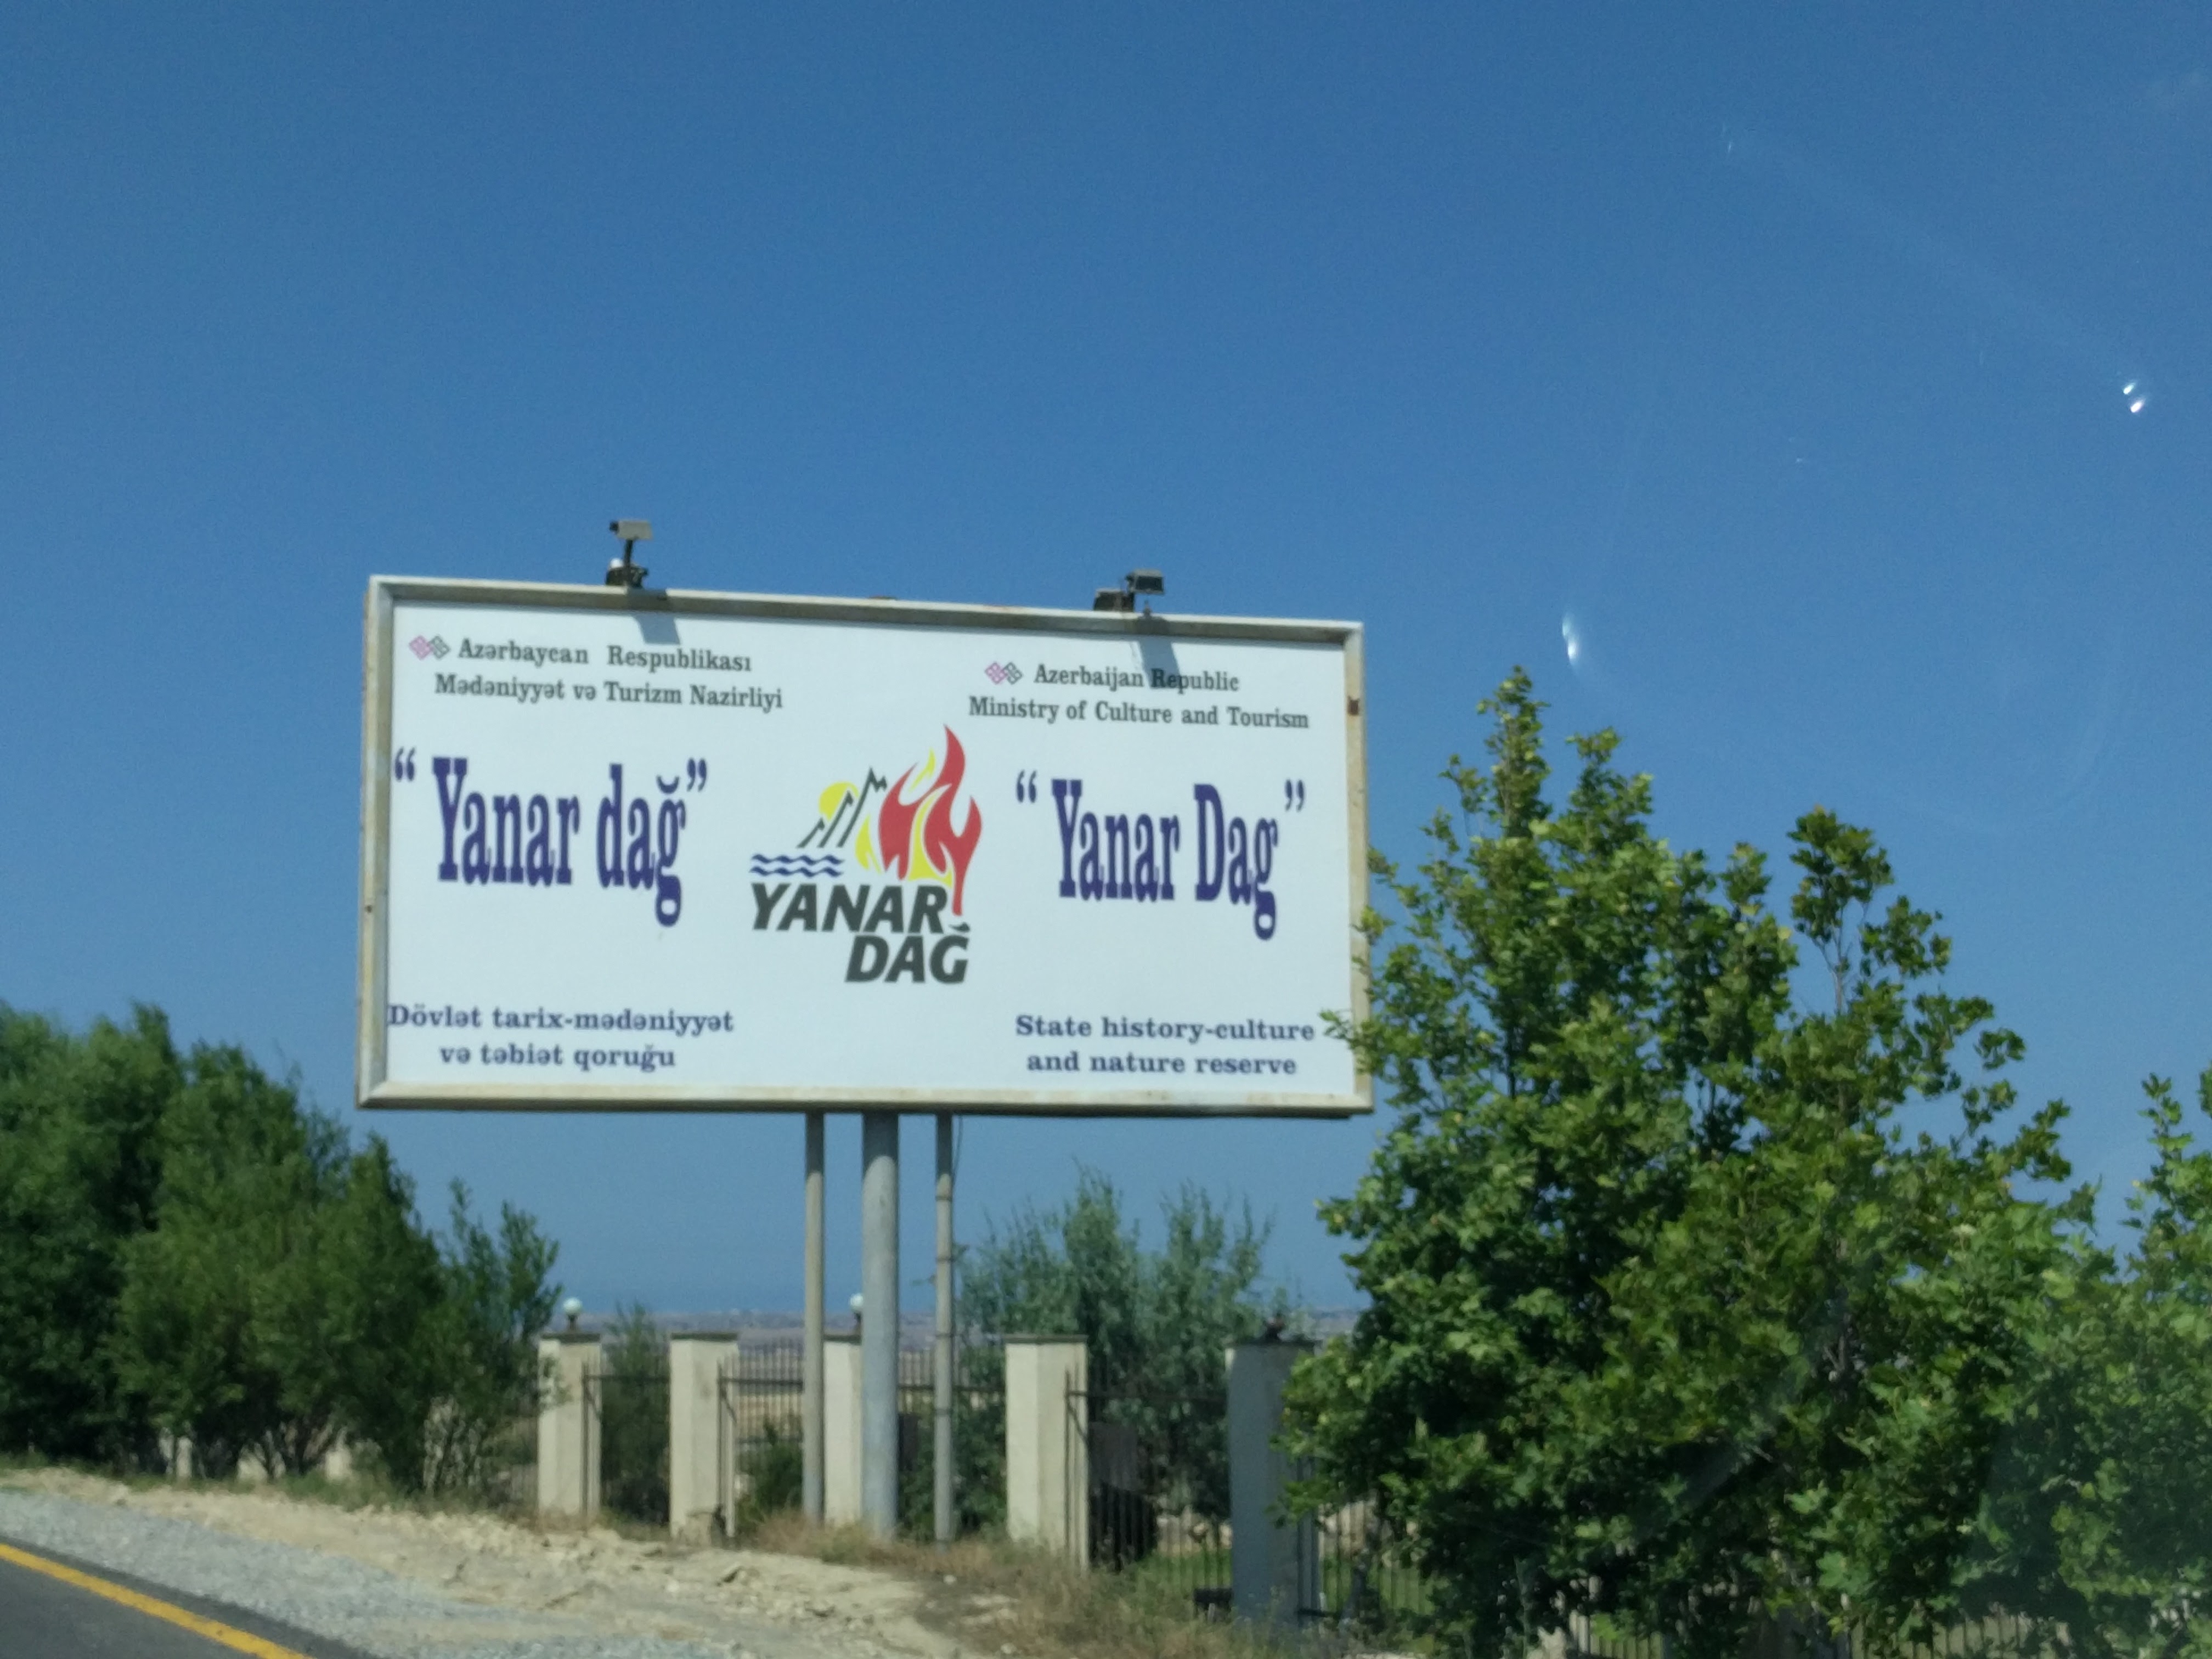 Azərbaycan Respublikası
Mədəniyyət və Turizm Nazirliyi
“Yanar dağ”
Dövlət tarix-mədəniyyət
və təbiət qoruğu
YANAR
DAĞ
Azerbaijan Republic
Ministry of Culture and Tourism
“Yanar Dag”
State history-culture
and nature reserve